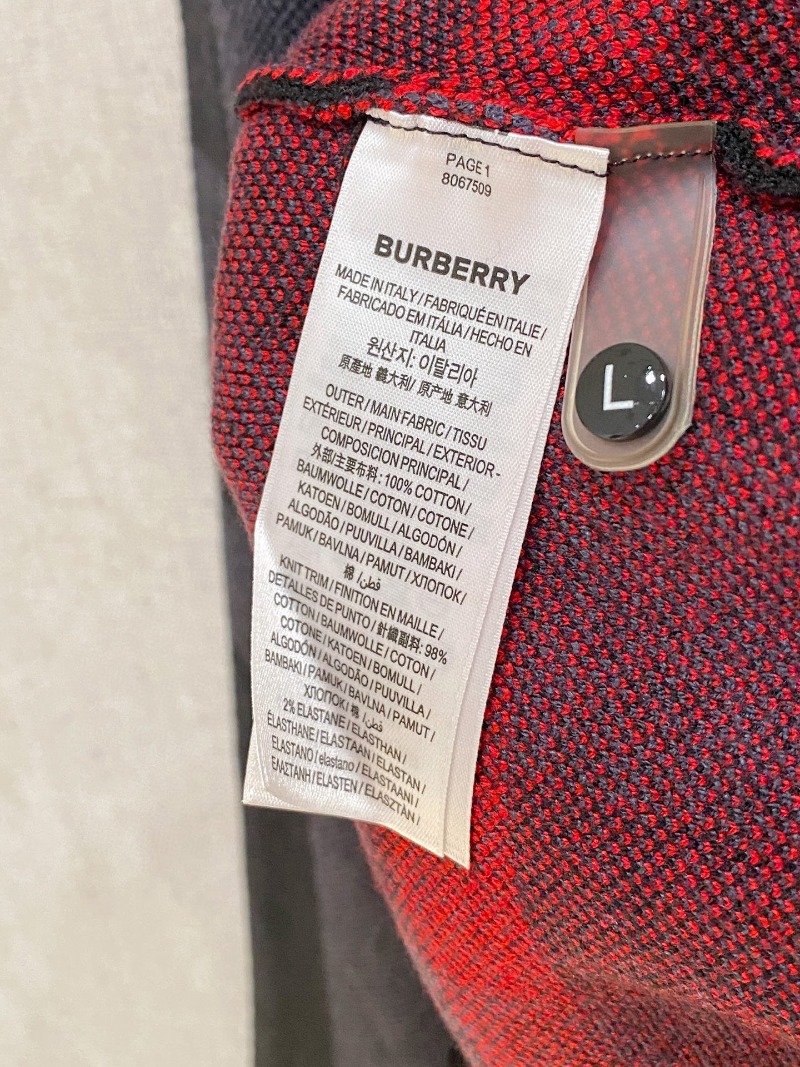 PAGE1
8067509
BURBERRY
MADE IN ITALY / FABRIQUÉ EN ITALIE /
FABRICADO EM ITÁLIA / HECHO EN
ITALIA
원산지: 이탈리아
原產地 義大利/ 原产地 意大利
OUTER / MAIN FABRIC / TISSU
EXTÉRIEUR / PRINCIPAL / EXTERIOR-
COMPOSICION PRINCIPAL /
外部/主要布料: 100% COTTON /
BAUMWOLLE / COTON / COTONE /
KATOEN / BOMULL / ALGODÓN /
ALGODÃO / PUUVILLA / BAMBAKI /
PAMUK / BAVLNA / PAMUT / ХЛОПОК/
棉 /قطن
KNIT TRIM / FINITION EN MAILLE /
DETALLES DE PUNTO / 針織副料: 98%
COTTON / BAUMWOLLE / COTON /
COTONE / KATOEN / BOMULL /
ALGODÓN / ALGODÃO / PUUVILLA /
BAMBAKI / PAMUK / BAVLNA / PAMUT /
ХЛОПОК / 棉 /قطن
2% ELASTANE / ELASTHAN /
ÉLASTHANE / ELASTAAN / ELASTAN /
ELASTANO / elastano / ELASTAANI /
ΕΛΑΣΤΑΝΗ / ELASTEN / ELASZTÁN /
L